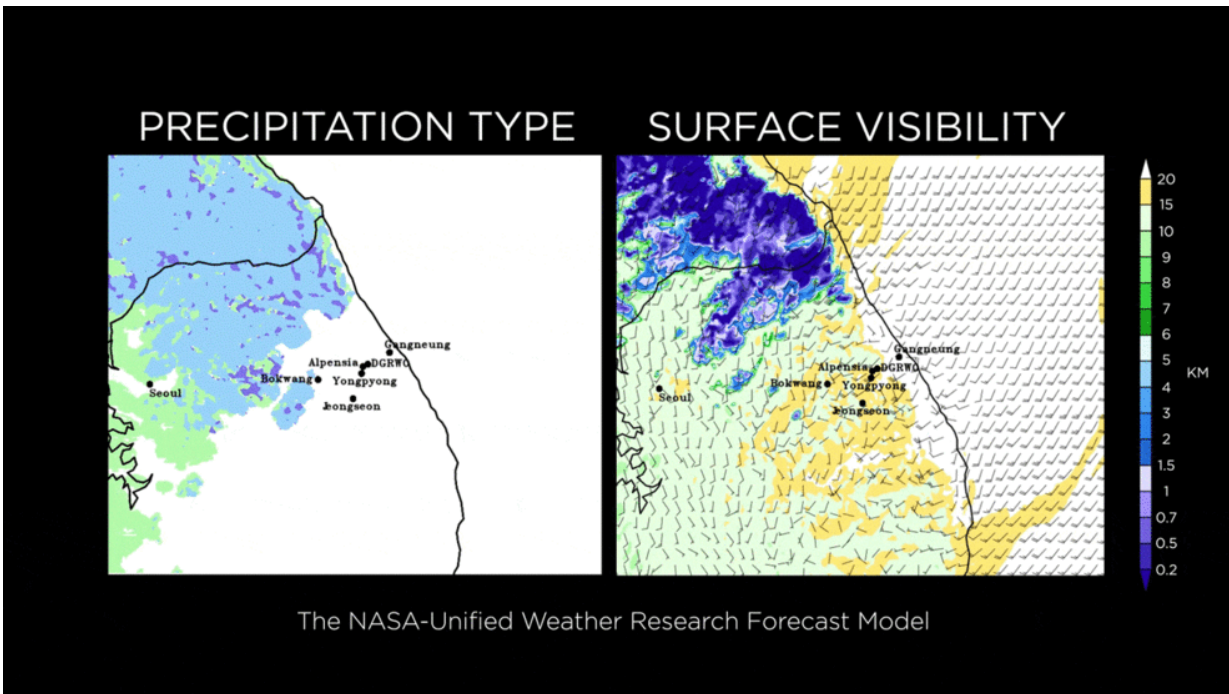 PRECIPITATION TYPE
SURFACE VISIBILITY
Gangneung
Alpensia
DGRWO
Bokwang
Yongpyong
Seoul
Jeongseon
Gangneung
Alpensia
DGRWO
Bokwang
Yongpyong
Seoul
Jeongseon
20
15
10
9
8
7
6
5
4
3
2
1.5
1
0.7
0.5
0.2
KM
The NASA-Unified Weather Research Forecast Model